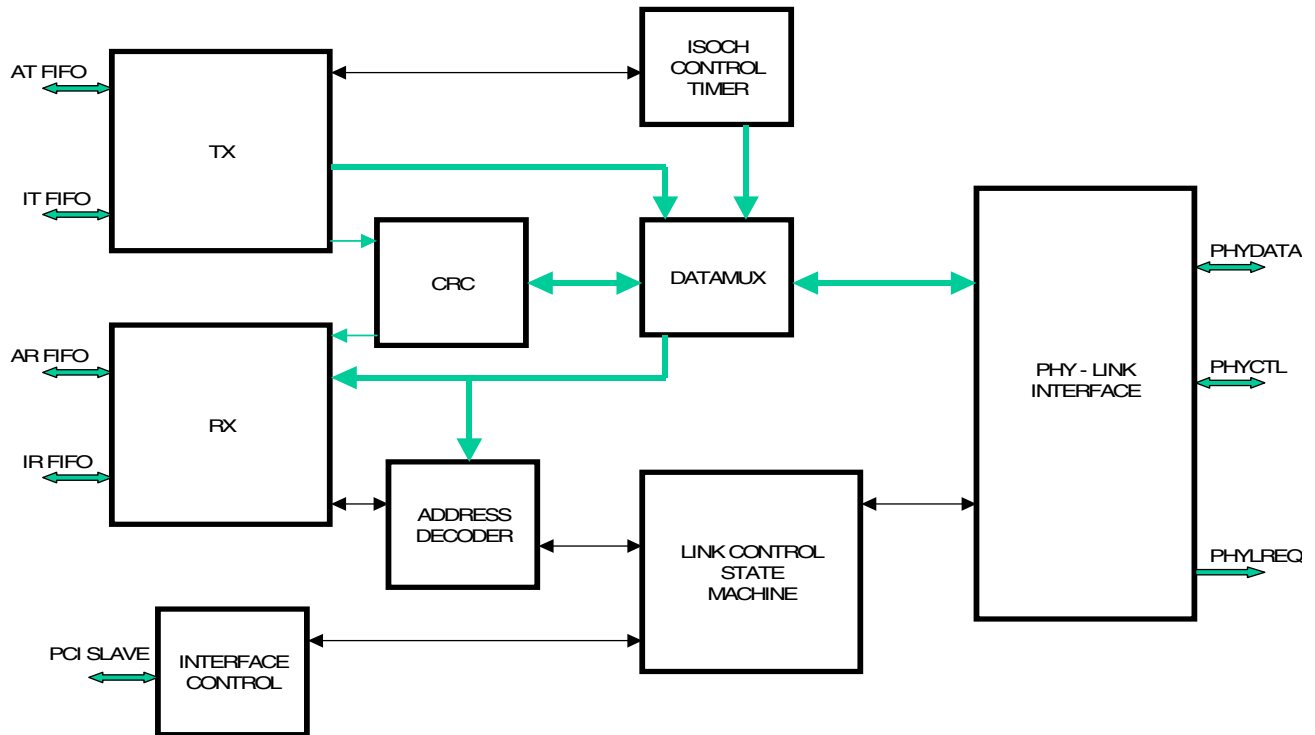 ISOCH
CONTROL
TIMER
AT FIFO
TX
IT FIFO
CRC
DATAMUX
PHYDATA
AR FIFO
RX
PHY - LINK
INTERFACE
PHYCTL
IR FIFO
ADDRESS
DECODER
LINK CONTROL
STATE
MACHINE
PHYLREQ
PCI SLAVE
INTERFACE
CONTROL